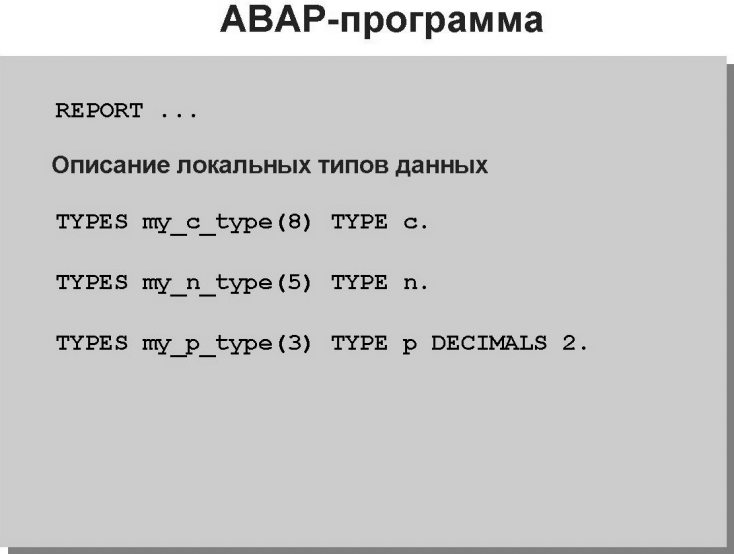 АВАР-программа
REPORT ...
Описание локальных типов данных
TYPES my_c_type(8) TYPE c.
TYPES my_n_type(5) TYPE n.
TYPES my_p_type(3) TYPE p DECIMALS 2.